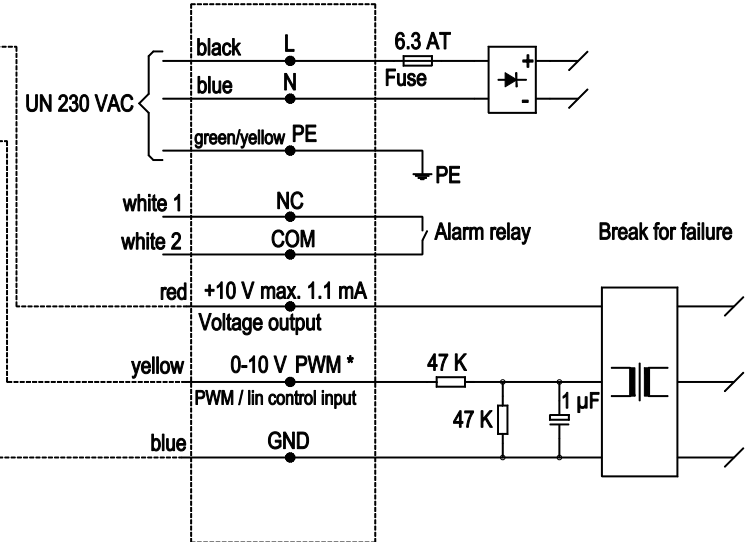 black L 6.3 AT
Fuse
+
blue N
-
UN 230 VAC
green/yellow PE
PE
white 1 NC
Alarm relay Break for failure
white 2 COM
red +10 V max. 1.1 mA
Voltage output
yellow 0-10 V PWM * 47 K
PWM / lin control input
47 K 1 µF
blue GND